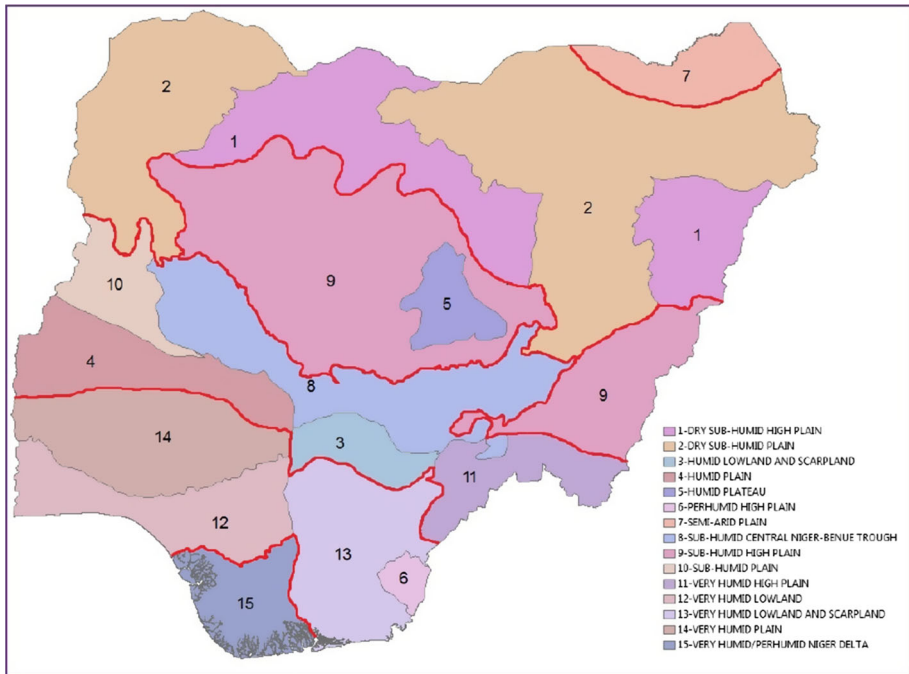 2
7
1
2
1
9
10
5
4
8
9
14
3
11
12
13
6
15
1-DRY SUB-HUMID HIGH PLAIN
2-DRY SUB-HUMID PLAIN
3-HUMID LOWLAND AND SCARPLAND
4-HUMID PLAIN
5-HUMID PLATEAU
6-PERHUMID HIGH PLAIN
7-SEMI-ARID PLAIN
8-SUB-HUMID CENTRAL NIGER-BENUE TROUGH
9-SUB-HUMID HIGH PLAIN
10-SUB-HUMID PLAIN
11-VERY HUMID HIGH PLAIN
12-VERY HUMID LOWLAND
13-VERY HUMID LOWLAND AND SCARPLAND
14-VERY HUMID PLAIN
15-VERY HUMID/PERHUMID NIGER DELTA